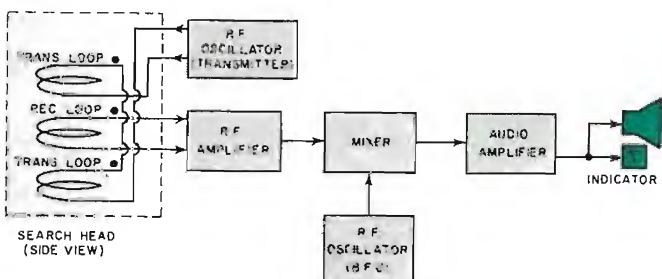 TRANS LOOP
REC LOOP
TRANS LOOP
SEARCH HEAD
(SIDE VIEW)
R F
OSCILLATOR
(TRANSMITTER)
R F
AMPLIFIER
MIXER
R F
OSCILLATOR
(B F O)
AUDIO
AMPLIFIER
INDICATOR